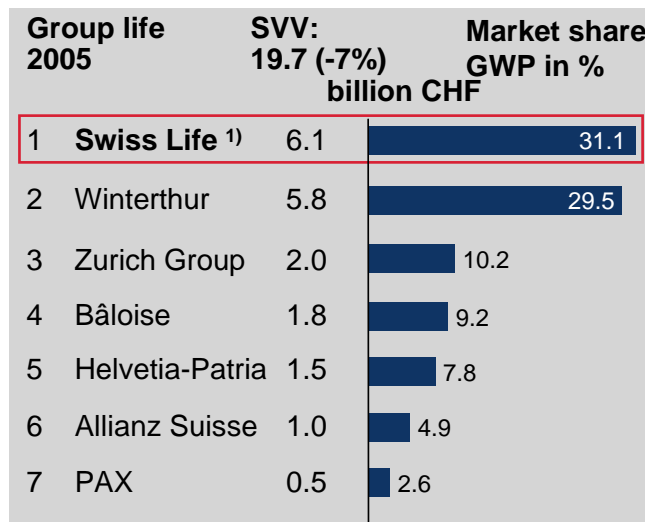 Group life SVV: Market share
2005 19.7 (-7%) GWP in %
billion CHF
1 Swiss Life 1) 6.1 31.1
2 Winterthur 5.8 29.5
3 Zurich Group 2.0 10.2
4 Bâloise 1.8 9.2
5 Helvetia-Patria 1.5 7.8
6 Allianz Suisse 1.0 4.9
7 PAX 0.5 2.6